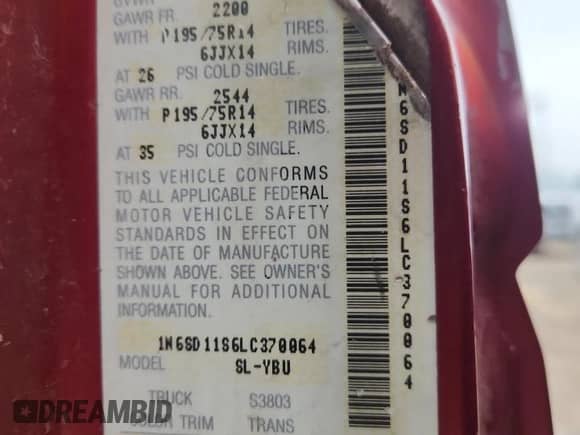 GVWR
GAWR FR. 2200
WITH P195/75R14 TIRES.
6JJX14 RIMS.
AT 26 PSI COLD SINGLE.
GAWR RR. 2544
WITH P195/75R14 TIRES.
6JJX14 RIMS.
AT 35 PSI COLD SINGLE.
THIS VEHICLE CONFORMS
TO ALL APPLICABLE FEDERAL
MOTOR VEHICLE SAFETY
STANDARDS IN EFFECT ON
THE DATE OF MANUFACTURE
SHOWN ABOVE. SEE OWNER'S
MANUAL FOR ADDITIONAL
INFORMATION.
1N6SD11S6LC370064
MODEL SL-YBU
TRUCK S3803
COLOR TRIM TRANS
N6SD11S6LC370064
DREAMBID